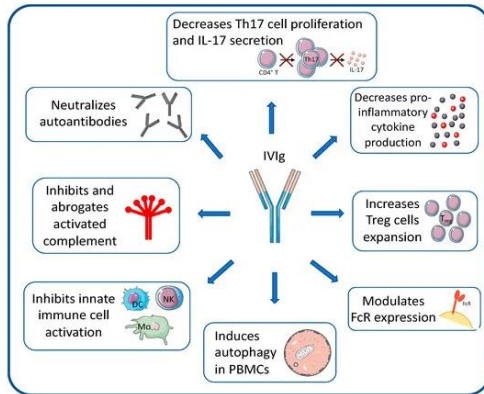 Decreases Th17 cell proliferation
and IL-17 secretion
CD4⁺ T
Th17
IL-17
Neutralizes
autoantibodies
Decreases pro-
inflammatory
cytokine
production
IVIg
Inhibits and
abrogates
activated
complement
Increases
Treg cells
expansion
Inhibits innate
immune cell
activation
DC
NK
Mo
Modulates
FcR expression
FcR
Induces
autophagy
in PBMCs